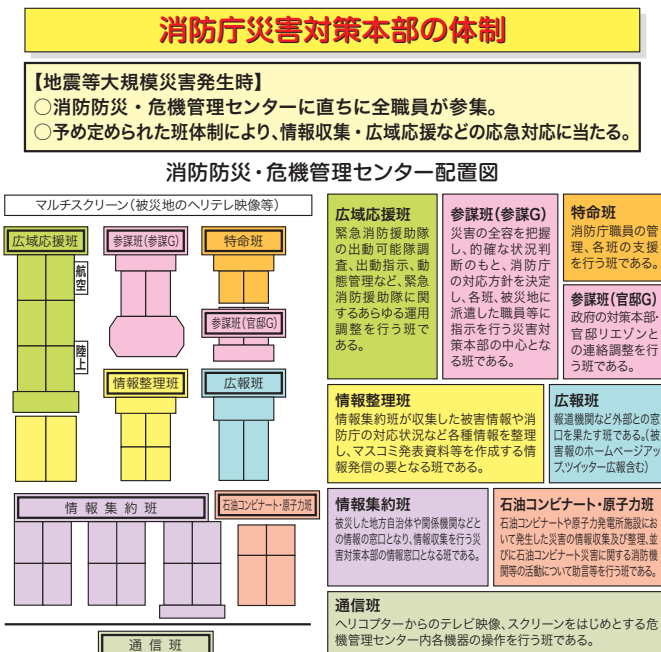 消防庁災害対策本部の体制
【地震等大規模災害発生時】
○消防防災・危機管理センターに直ちに全職員が参集。
○予め定められた班体制により、情報収集・広域応援などの応急対応に当たる。
消防防災・危機管理センター配置図
マルチスクリーン(被災地のヘリテレ映像等)
広域応援班
参謀班(参謀G)
特命班
航空
参謀班(官邸G)
陸上
情報整理班
広報班
情報集約班
石油コンビナート・原子力班
通信班
広域応援班
緊急消防援助隊
の出動可能隊調
査、出動指示、動
態管理など、緊急
消防援助隊に関
するあらゆる運用
調整を行う班で
ある。
参謀班(参謀G)
災害の全容を把握
し、的確な状況判
断のもと、消防庁
の対応方針を決定
し、各班、被災地に
派遣した職員等に
指示を行う災害対
策本部の中心とな
る班である。
特命班
消防庁職員の管
理、各班の支援
を行う班である。
参謀班(官邸G)
政府の対策本部・
官邸リエゾンと
の連絡調整を行
う班である。
情報整理班
情報集約班が収集した被害情報や消
防庁の対応状況など各種情報を整理
し、マスコミ発表資料等を作成する情
報発信の要となる班である。
広報班
報道機関など外部との窓
口を果たす班である。(被
害報のホームページアッ
プ、ツイッター広報含む)
情報集約班
被災した地方自治体や関係機関などと
の情報の窓口となり、情報収集を行う災
害対策本部の情報窓口となる班である。
石油コンビナート・原子力班
石油コンビナートや原子力発電所施設にお
いて発生した災害の情報収集及び整理、並
びに石油コンビナート災害に関する消防機
関等の活動について助言等を行う班である。
通信班
ヘリコプターからのテレビ映像、スクリーンをはじめとする危
機管理センター内各機器の操作を行う班である。